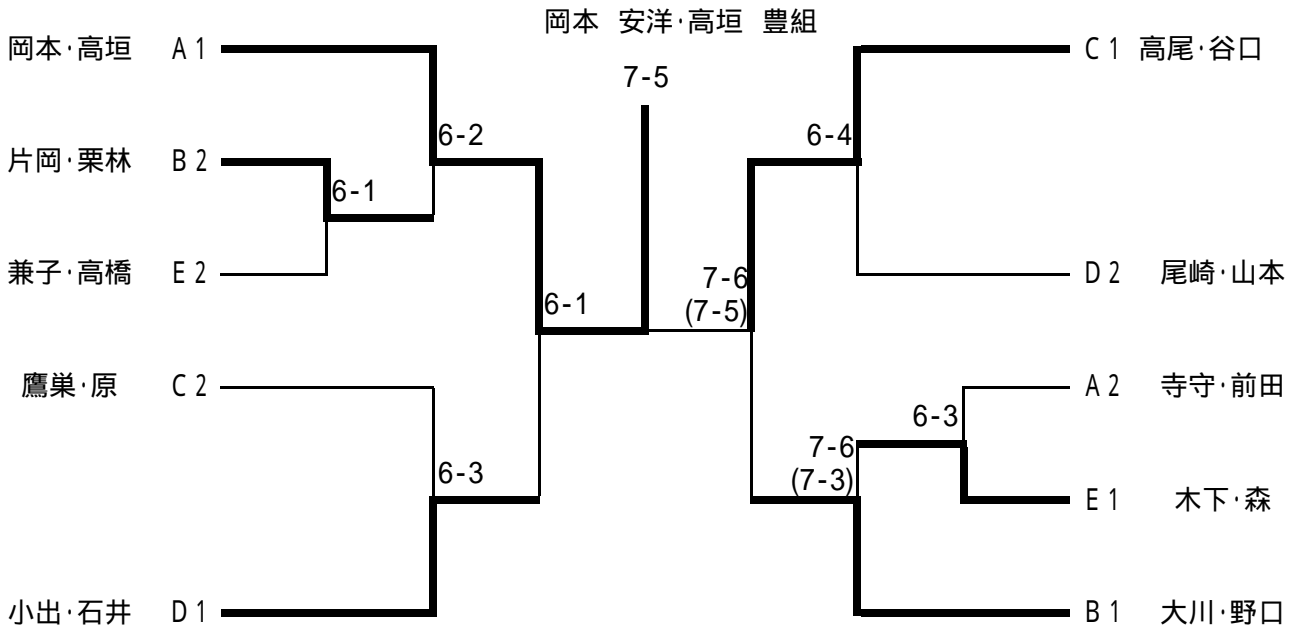 岡本 安洋・高垣 豊組
7-5
岡本・高垣 A1
C1 高尾・谷口
6-2
6-4
片岡・栗林 B2
6-1
兼子・高橋 E2
D2 尾崎・山本
6-1
7-6
(7-5)
鷹巣・原 C2
A2 寺守・前田
6-3
6-3
7-6
(7-3)
E1 木下・森
小出・石井 D1
B1 大川・野口